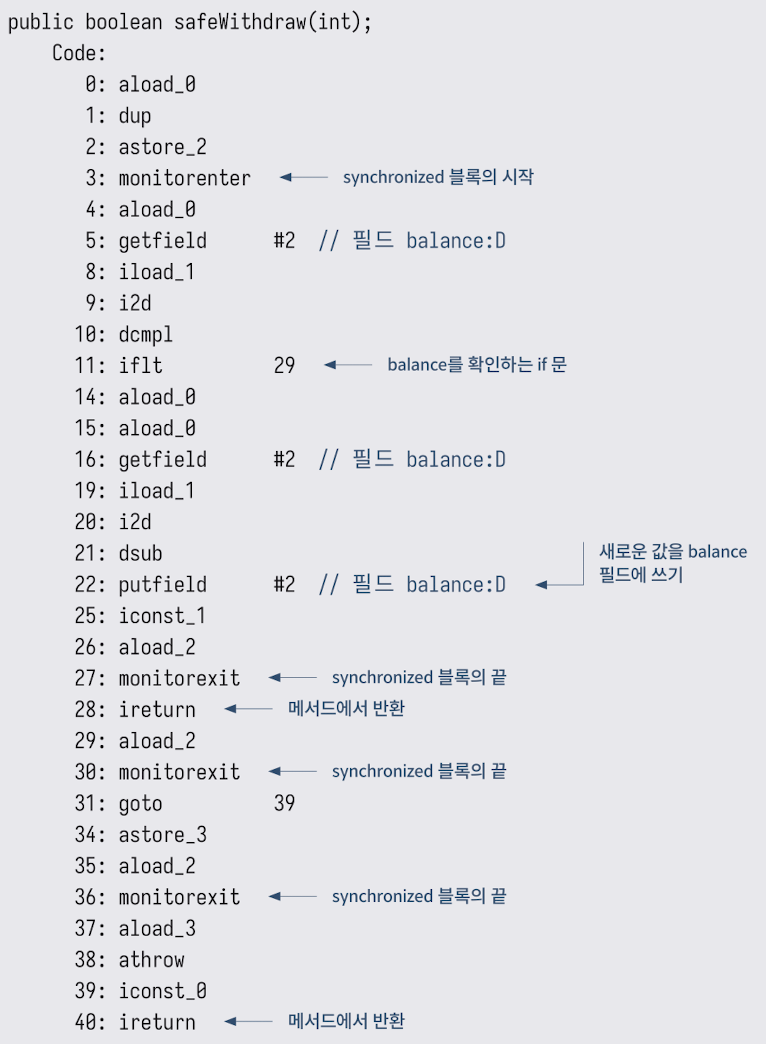 public boolean safeWithdraw(int);
Code:
0: aload_0
1: dup
2: astore_2
3: monitorenter synchronized 블록의 시작
4: aload_0
5: getfield #2 // 필드 balance:D
8: iload_1
9: i2d
10: dcmpl
11: iflt 29 balance를 확인하는 if 문
14: aload_0
15: aload_0
16: getfield #2 // 필드 balance:D
19: iload_1
20: i2d
21: dsub
새로운 값을 balance
필드에 쓰기
22: putfield #2 // 필드 balance:D
25: iconst_1
26: aload_2
27: monitorexit synchronized 블록의 끝
28: ireturn 메서드에서 반환
29: aload_2
30: monitorexit synchronized 블록의 끝
31: goto 39
34: astore_3
35: aload_2
36: monitorexit synchronized 블록의 끝
37: aload_3
38: athrow
39: iconst_0
40: ireturn 메서드에서 반환